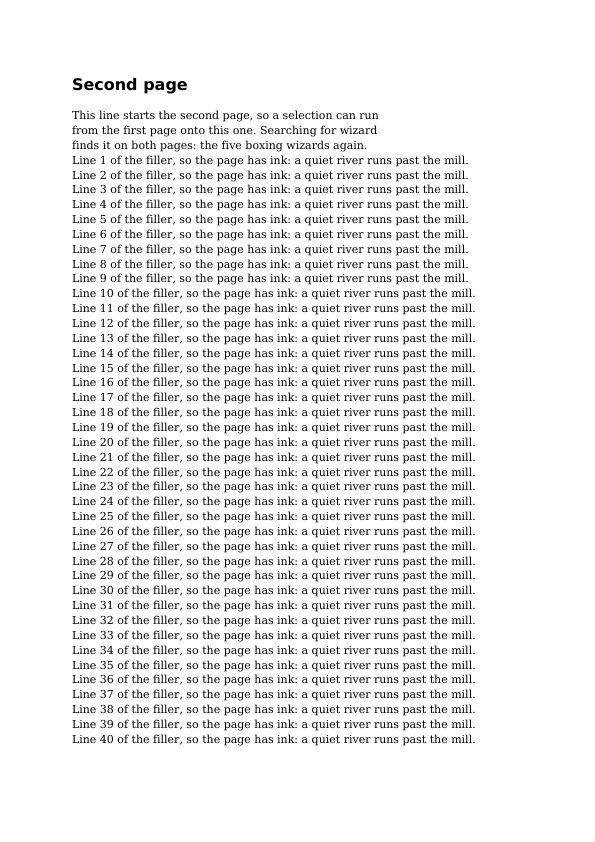 Second page
This line starts the second page, so a selection can run
from the first page onto this one. Searching for wizard
finds it on both pages: the five boxing wizards again.
Line 1 of the filler, so the page has ink: a quiet river runs past the mill.
Line 2 of the filler, so the page has ink: a quiet river runs past the mill.
Line 3 of the filler, so the page has ink: a quiet river runs past the mill.
Line 4 of the filler, so the page has ink: a quiet river runs past the mill.
Line 5 of the filler, so the page has ink: a quiet river runs past the mill.
Line 6 of the filler, so the page has ink: a quiet river runs past the mill.
Line 7 of the filler, so the page has ink: a quiet river runs past the mill.
Line 8 of the filler, so the page has ink: a quiet river runs past the mill.
Line 9 of the filler, so the page has ink: a quiet river runs past the mill.
Line 10 of the filler, so the page has ink: a quiet river runs past the mill.
Line 11 of the filler, so the page has ink: a quiet river runs past the mill.
Line 12 of the filler, so the page has ink: a quiet river runs past the mill.
Line 13 of the filler, so the page has ink: a quiet river runs past the mill.
Line 14 of the filler, so the page has ink: a quiet river runs past the mill.
Line 15 of the filler, so the page has ink: a quiet river runs past the mill.
Line 16 of the filler, so the page has ink: a quiet river runs past the mill.
Line 17 of the filler, so the page has ink: a quiet river runs past the mill.
Line 18 of the filler, so the page has ink: a quiet river runs past the mill.
Line 19 of the filler, so the page has ink: a quiet river runs past the mill.
Line 20 of the filler, so the page has ink: a quiet river runs past the mill.
Line 21 of the filler, so the page has ink: a quiet river runs past the mill.
Line 22 of the filler, so the page has ink: a quiet river runs past the mill.
Line 23 of the filler, so the page has ink: a quiet river runs past the mill.
Line 24 of the filler, so the page has ink: a quiet river runs past the mill.
Line 25 of the filler, so the page has ink: a quiet river runs past the mill.
Line 26 of the filler, so the page has ink: a quiet river runs past the mill.
Line 27 of the filler, so the page has ink: a quiet river runs past the mill.
Line 28 of the filler, so the page has ink: a quiet river runs past the mill.
Line 29 of the filler, so the page has ink: a quiet river runs past the mill.
Line 30 of the filler, so the page has ink: a quiet river runs past the mill.
Line 31 of the filler, so the page has ink: a quiet river runs past the mill.
Line 32 of the filler, so the page has ink: a quiet river runs past the mill.
Line 33 of the filler, so the page has ink: a quiet river runs past the mill.
Line 34 of the filler, so the page has ink: a quiet river runs past the mill.
Line 35 of the filler, so the page has ink: a quiet river runs past the mill.
Line 36 of the filler, so the page has ink: a quiet river runs past the mill.
Line 37 of the filler, so the page has ink: a quiet river runs past the mill.
Line 38 of the filler, so the page has ink: a quiet river runs past the mill.
Line 39 of the filler, so the page has ink: a quiet river runs past the mill.
Line 40 of the filler, so the page has ink: a quiet river runs past the mill.